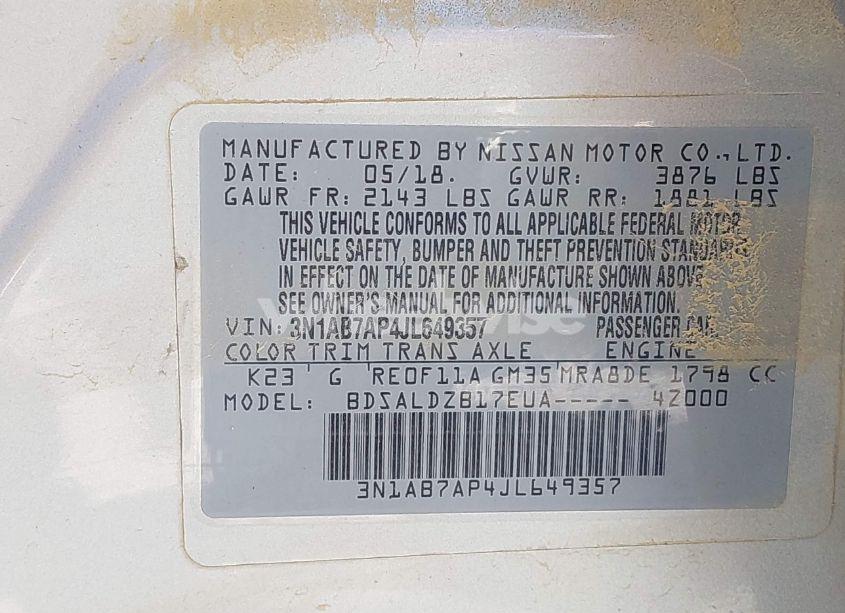 MANUFACTURED BY NISSAN MOTOR CO., LTD.
DATE: 05/18. GVWR: 3876 LBS
GAWR FR: 2143 LBS GAWR RR: 1881 LBS
THIS VEHICLE CONFORMS TO ALL APPLICABLE FEDERAL MOTOR
VEHICLE SAFETY, BUMPER AND THEFT PREVENTION STANDARDS
IN EFFECT ON THE DATE OF MANUFACTURE SHOWN ABOVE
SEE OWNER'S MANUAL FOR ADDITIONAL INFORMATION.
VIN: 3N1AB7AP4JL649357 PASSENGER CAR
COLOR TRIM TRANS AXLE ENGINE
K23 G RE0F11A GM35 MRA8DE 1798 CC
MODEL: BDSALDZB17EUA----- 42000
3N1AB7AP4JL649357